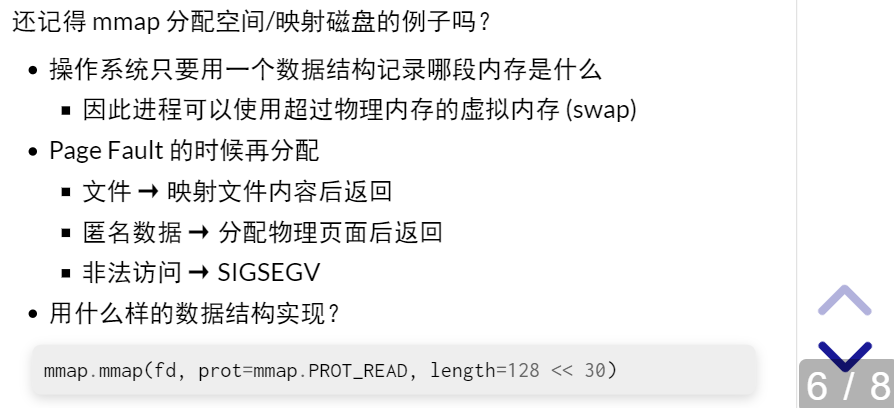 还记得 mmap 分配空间/映射磁盘的例子吗?
• 操作系统只要用一个数据结构记录哪段内存是什么
▪ 因此进程可以使用超过物理内存的虚拟内存 (swap)
• Page Fault 的时候再分配
▪ 文件 → 映射文件内容后返回
▪ 匿名数据 → 分配物理页面后返回
▪ 非法访问 → SIGSEGV
• 用什么样的数据结构实现?
mmap.mmap(fd, prot=mmap.PROT_READ, length=128 << 30)
6 / 8